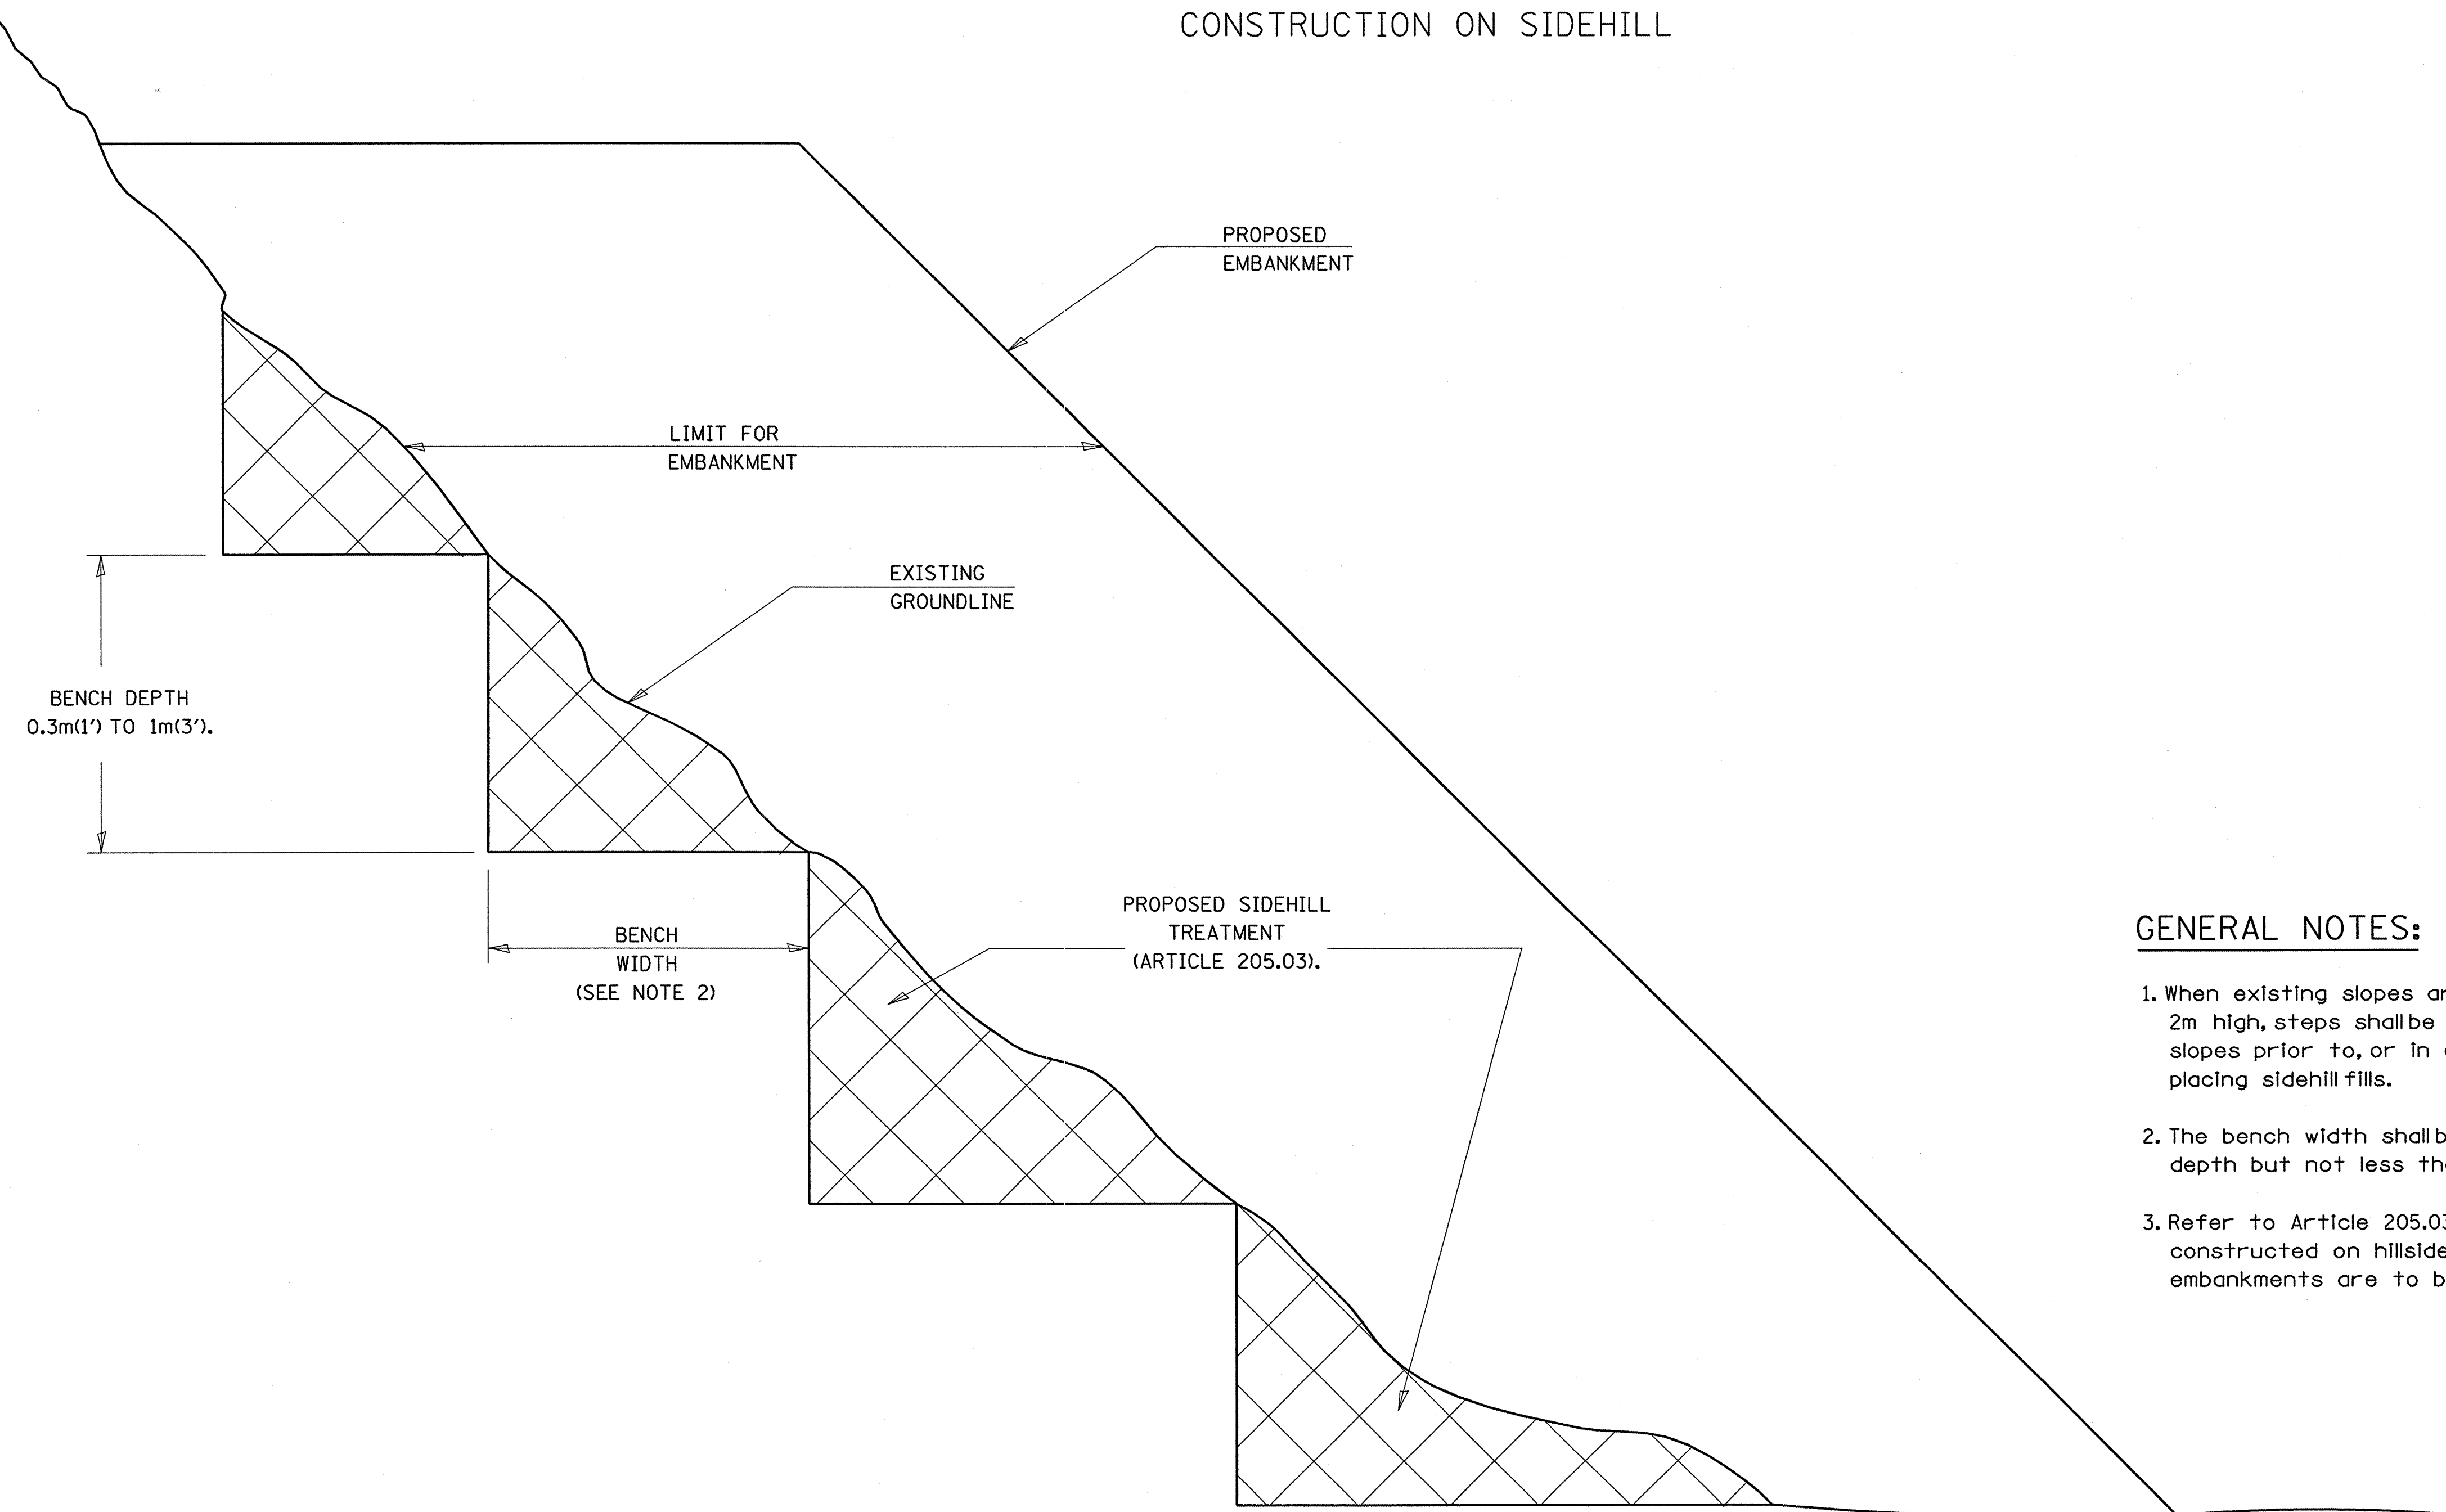 CONSTRUCTION ON SIDEHILL
PROPOSED
EMBANKMENT
LIMIT FOR
EMBANKMENT
EXISTING
GROUNDLINE
BENCH DEPTH
0.3m(1') TO 1m(3').
BENCH
WIDTH
(SEE NOTE 2)
PROPOSED SIDEHILL
TREATMENT
(ARTICLE 205.03).
GENERAL NOTES:
1. When existing slopes
2m high, steps shall be
slopes prior to, or in
placing sidehill fills.
2. The bench width shall
depth but not less
3. Refer to Article
constructed on
embankments are to